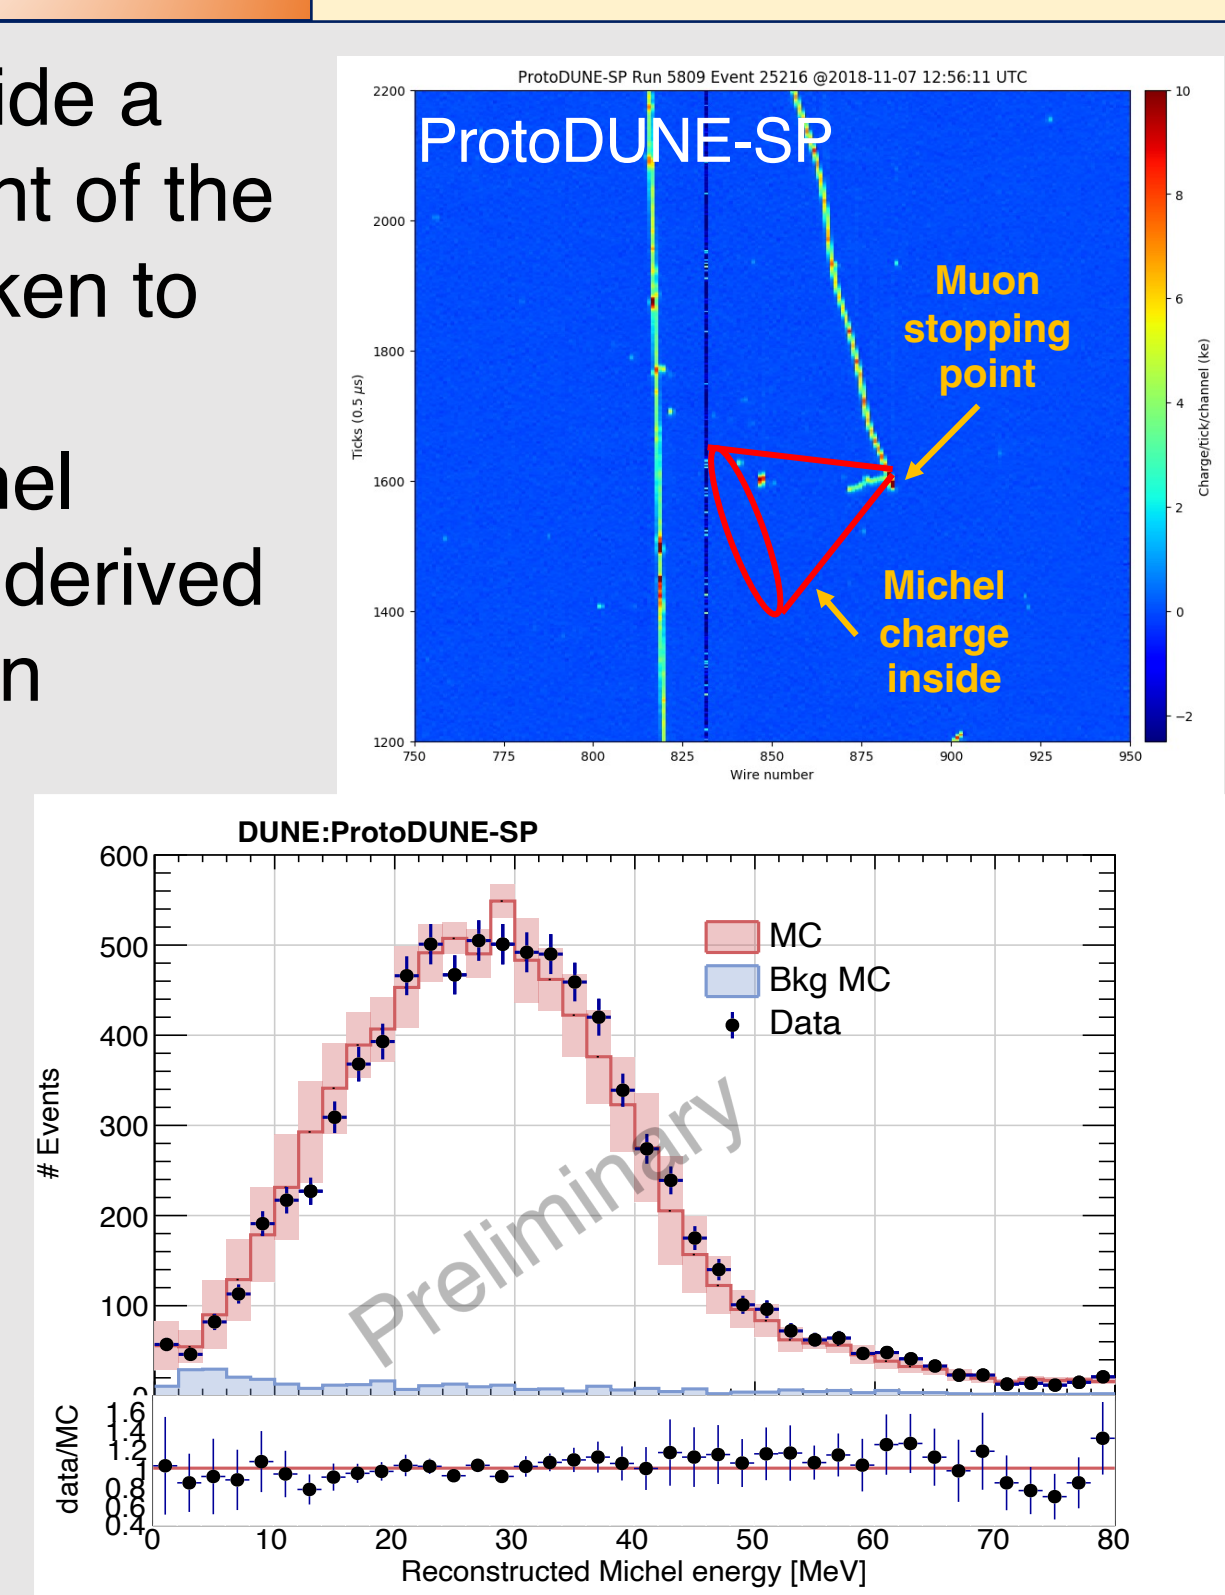 ide a
nt of the
ken to
nel
derived
n
ProtoDUNE-SP Run 5809 Event 25216 @2018-11-07 12:56:11 UTC
ProtoDUNE-SP
Muon
stopping
point
Michel
charge
inside
2200
2000
1800
1600
1400
1200
Ticks (0.5 μs)
750 775 800 825 850 875 900 925 950
Wire number
10
8
6
4
2
0
−2
Charge/tick/channel (ke)
DUNE:ProtoDUNE-SP
600
500
400
300
200
100
0
# Events
MC
Bkg MC
Data
Preliminary
1.6
1.4
1.2
1
0.8
0.6
0.4
data/MC
0 10 20 30 40 50 60 70 80
Reconstructed Michel energy [MeV]